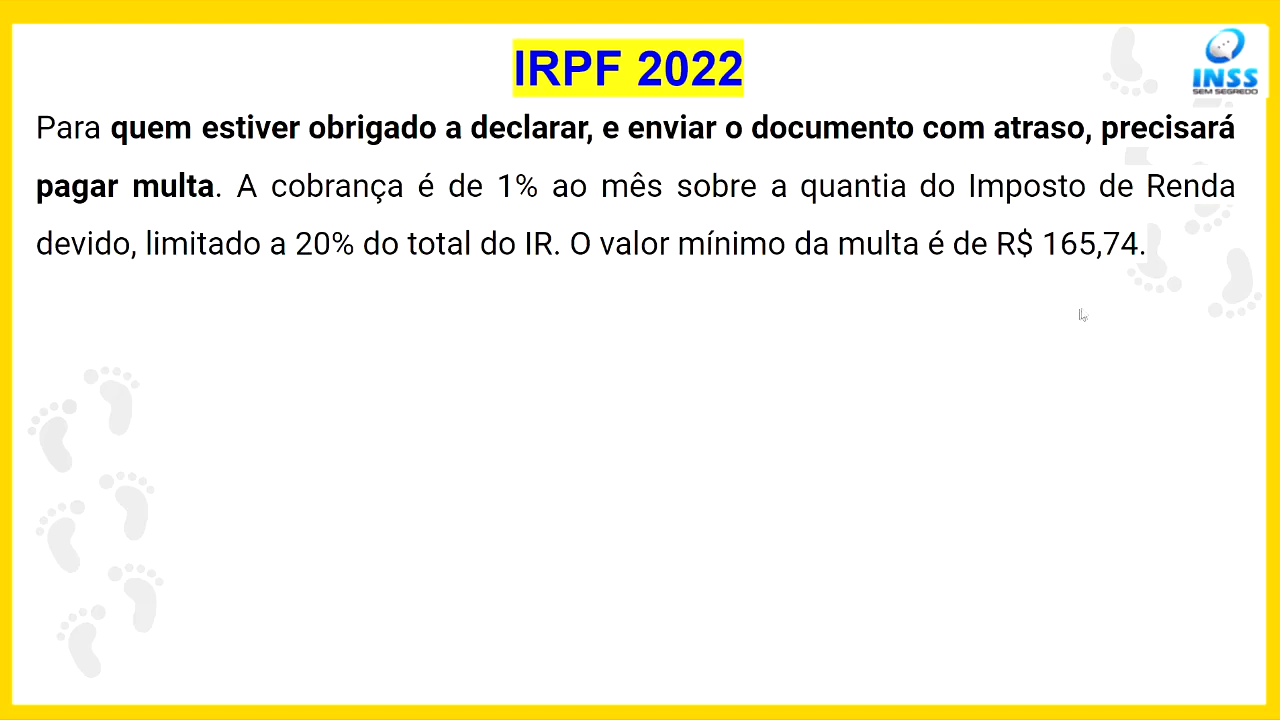 IRPF 2022
INSS
SEM SEGREDO
Para quem estiver obrigado a declarar, e enviar o documento com atraso, precisará
pagar multa. A cobrança é de 1% ao mês sobre a quantia do Imposto de Renda
devido, limitado a 20% do total do IR. O valor mínimo da multa é de R$ 165,74.